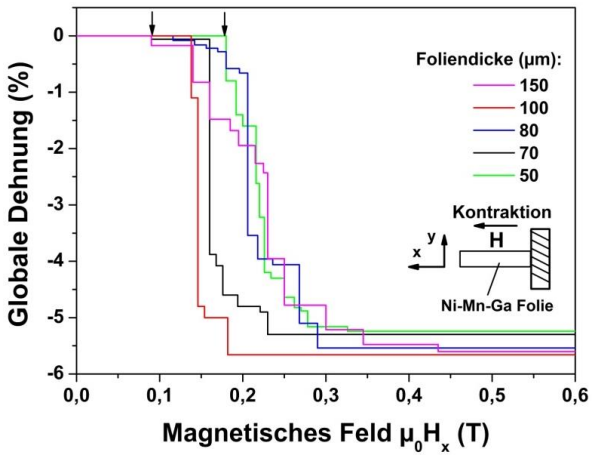 0
-1
-2
-3
-4
-5
-6
Globale Dehnung (%)
Foliendicke (µm):
150
100
80
70
50
Kontraktion
H
y
x
Ni-Mn-Ga Folie
0,0 0,1 0,2 0,3 0,4 0,5 0,6
Magnetisches Feld µ₀Hₓ (T)